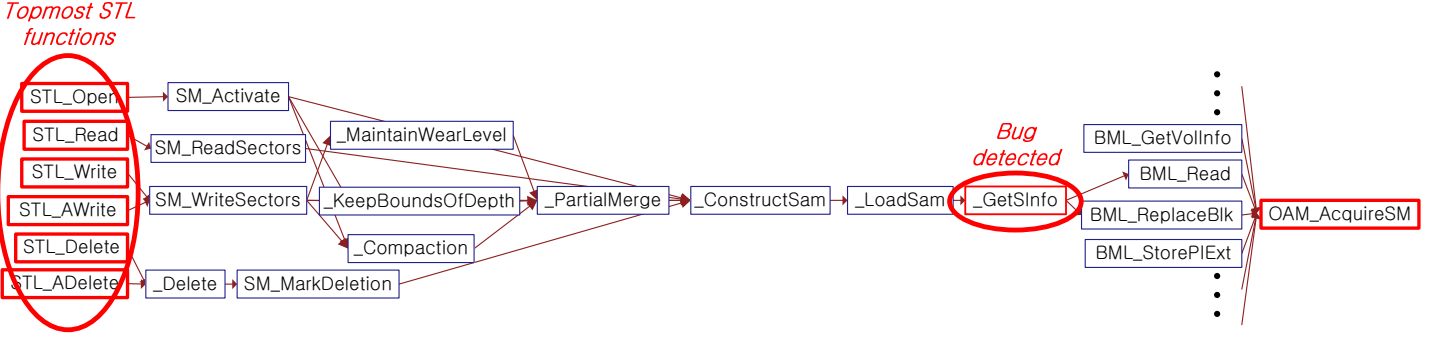 Topmost STL
functions
STL_Open
SM_Activate
STL_Read
SM_ReadSectors
_MaintainWearLevel
STL_Write
STL_AWrite
SM_WriteSectors
_KeepBoundsOfDepth
_PartialMerge
_ConstructSam
_LoadSam
Bug
detected
_GetSInfo
BML_GetVolInfo
BML_Read
BML_ReplaceBlk
BML_StorePIExt
OAM_AcquireSM
_Compaction
STL_Delete
STL_ADelete
_Delete
SM_MarkDeletion